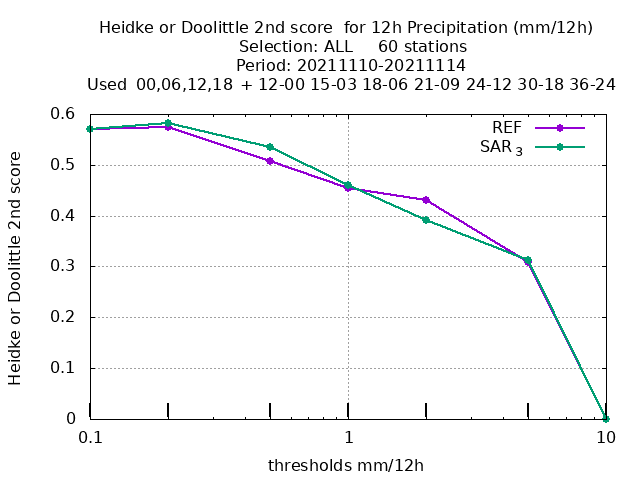 Heidke or Doolittle 2nd score  for 12h Precipitation (mm/12h)
Selection: ALL     60 stations
Period: 20211110-20211114
Used  00,06,12,18  + 12-00 15-03 18-06 21-09 24-12 30-18 36-24
REF
SAR 3
Heidke or Doolittle 2nd score
0.6
0.5
0.4
0.3
0.2
0.1
0
0.1 1 10
thresholds mm/12h